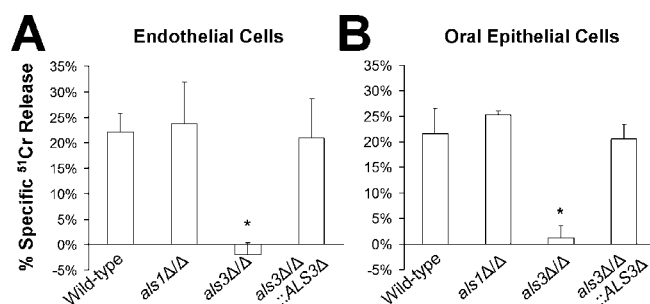 A
Endothelial Cells
% Specific ⁵¹Cr Release
35%
30%
25%
20%
15%
10%
5%
0%
-5%
*
Wild-type
als1Δ/Δ
als3Δ/Δ
als3Δ/Δ
::ALS3Δ
B
Oral Epithelial Cells
35%
30%
25%
20%
15%
10%
5%
0%
-5%
*
Wild-type
als1Δ/Δ
als3Δ/Δ
als3Δ/Δ
::ALS3Δ